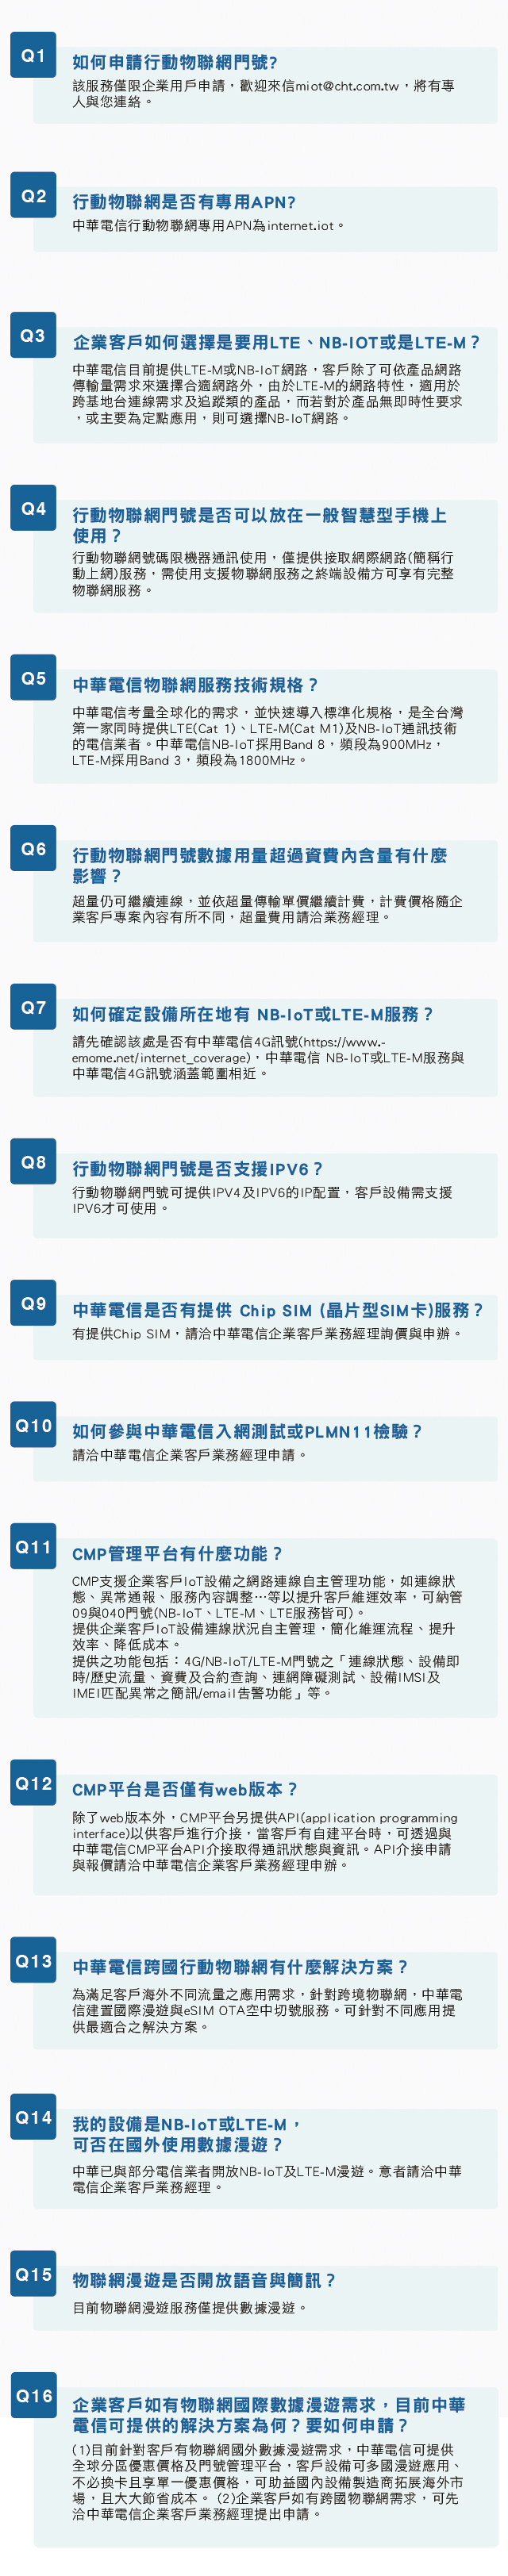 Q1
如何申請行動物聯網門號?
該服務僅限企業用戶申請，歡迎來信miot@cht.com.tw，將有專
人與您連絡。
Q2
行動物聯網是否有專用APN?
中華電信行動物聯網專用APN為internet.iot。
Q3
企業客戶如何選擇是要用LTE、NB-IOT或是LTE-M？
中華電信目前提供LTE-M或NB-IoT網路，客戶除了可依產品網路
傳輸量需求來選擇合適網路外，由於LTE-M的網路特性，適用於
跨基地台連線需求及追蹤類的產品，而若對於產品無即時性要求
，或主要為定點應用，則可選擇NB-IoT網路。
Q4
行動物聯網門號是否可以放在一般智慧型手機上
使用？
行動物聯網號碼限機器通訊使用，僅提供接取網際網路(簡稱行
動上網)服務，需使用支援物聯網服務之終端設備方可享有完整
物聯網服務。
Q5
中華電信物聯網服務技術規格？
中華電信考量全球化的需求，並快速導入標準化規格，是全台灣
第一家同時提供LTE(Cat 1)、LTE-M(Cat M1)及NB-IoT通訊技術
的電信業者。中華電信NB-IoT採用Band 8，頻段為900MHz，
LTE-M採用Band 3，頻段為1800MHz。
Q6
行動物聯網門號數據用量超過資費內含量有什麼
影響？
超量仍可繼續連線，並依超量傳輸單價繼續計費，計費價格隨企
業客戶專案內容有所不同，超量費用請洽業務經理。
Q7
如何確定設備所在地有 NB-IoT或LTE-M服務？
請先確認該處是否有中華電信4G訊號(https://www.-
emome.net/internet_coverage)，中華電信 NB-IoT或LTE-M服務與
中華電信4G訊號涵蓋範圍相近。
Q8
行動物聯網門號是否支援IPV6？
行動物聯網門號可提供IPV4及IPV6的IP配置，客戶設備需支援
IPV6才可使用。
Q9
中華電信是否有提供 Chip SIM (晶片型SIM卡)服務？
有提供Chip SIM，請洽中華電信企業客戶業務經理詢價與申辦。
Q10
如何參與中華電信入網測試或PLMN11檢驗？
請洽中華電信企業客戶業務經理申請。
Q11
CMP管理平台有什麼功能？
CMP支援企業客戶IoT設備之網路連線自主管理功能，如連線狀
態、異常通報、服務內容調整⋯等以提升客戶維運效率，可納管
09與040門號(NB-IoT、LTE-M、LTE服務皆可)。
提供企業客戶IoT設備連線狀況自主管理，簡化維運流程、提升
效率、降低成本。
提供之功能包括：4G/NB-IoT/LTE-M門號之「連線狀態、設備即
時/歷史流量、資費及合約查詢、連網障礙測試、設備IMSI及
IMEI匹配異常之簡訊/email告警功能」等。
Q12
CMP平台是否僅有web版本？
除了web版本外，CMP平台另提供API(application programming
interface)以供客戶進行介接，當客戶有自建平台時，可透過與
中華電信CMP平台API介接取得通訊狀態與資訊。API介接申請
與報價請洽中華電信企業客戶業務經理申辦。
Q13
中華電信跨國行動物聯網有什麼解決方案？
為滿足客戶海外不同流量之應用需求，針對跨境物聯網，中華電
信建置國際漫遊與eSIM OTA空中切號服務。可針對不同應用提
供最適合之解決方案。
Q14
我的設備是NB-IoT或LTE-M，
可否在國外使用數據漫遊？
中華已與部分電信業者開放NB-IoT及LTE-M漫遊。意者請洽中華
電信企業客戶業務經理。
Q15
物聯網漫遊是否開放語音與簡訊？
目前物聯網漫遊服務僅提供數據漫遊。
Q16
企業客戶如有物聯網國際數據漫遊需求，目前中華
電信可提供的解決方案為何？要如何申請？
(1)目前針對客戶有物聯網國外數據漫遊需求，中華電信可提供
全球分區優惠價格及門號管理平台，客戶設備可多國漫遊應用、
不必換卡且享單一優惠價格，可助益國內設備製造商拓展海外市
場，且大大節省成本。 (2)企業客戶如有跨國物聯網需求，可先
洽中華電信企業客戶業務經理提出申請。